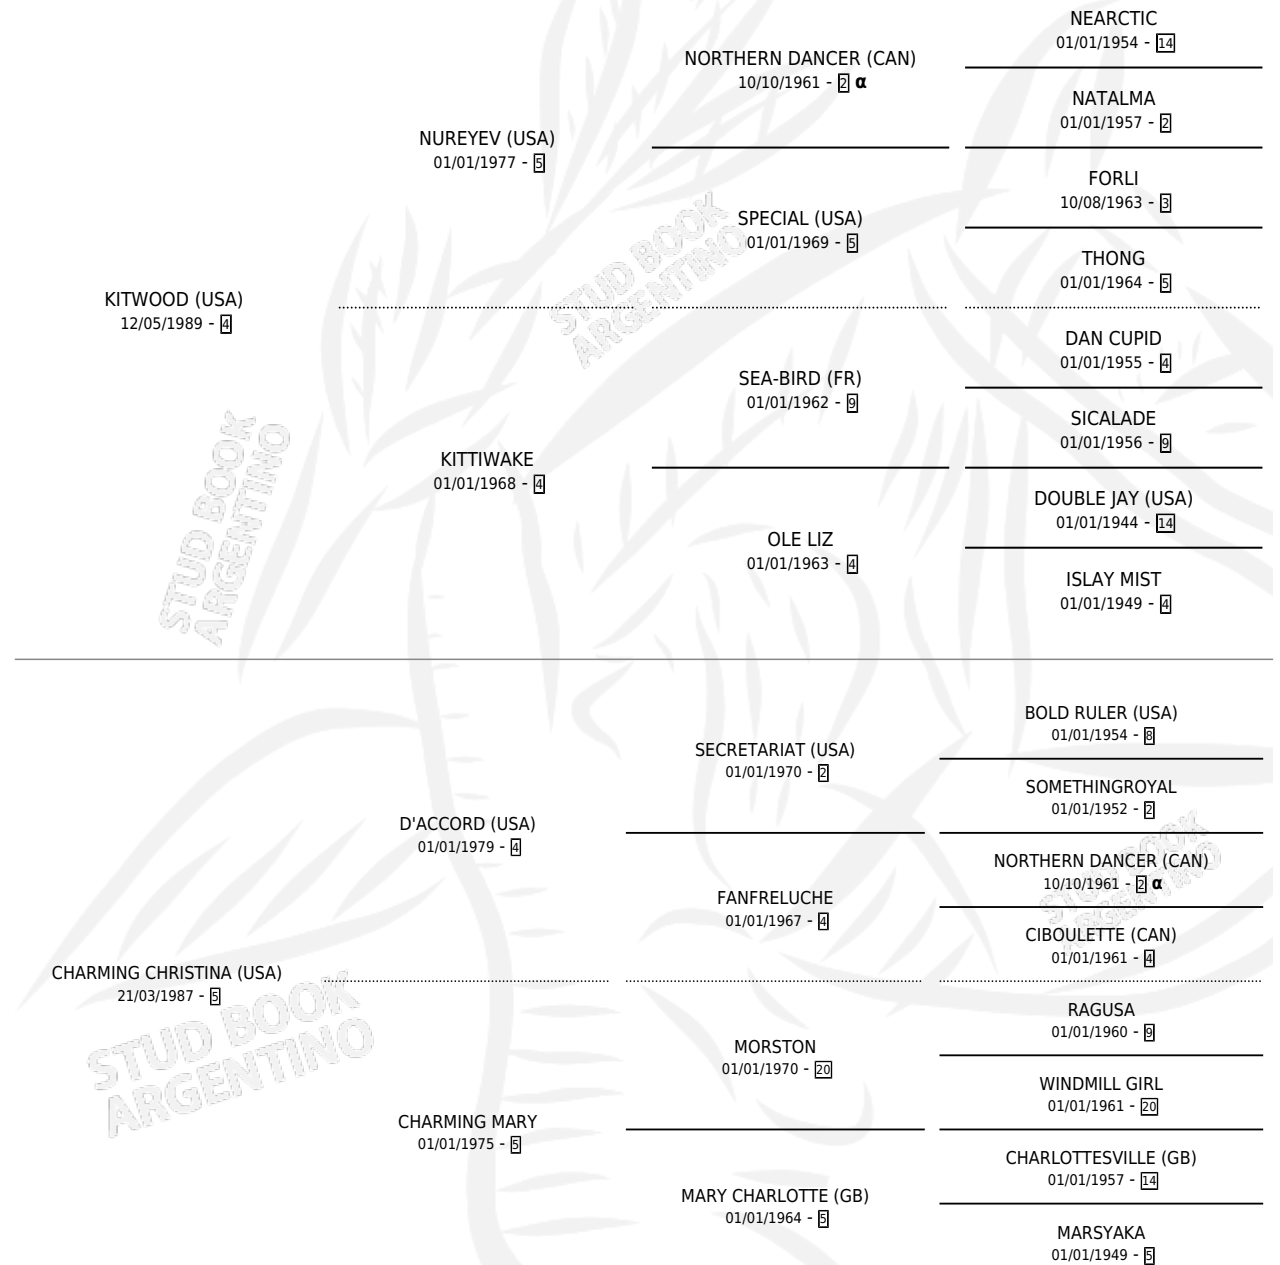 KITWOOD (USA)
12/05/1989 - 4
NUREYEV (USA)
01/01/1977 - 5
NORTHERN DANCER (CAN)
10/10/1961 - 2 α
NEARCTIC
01/01/1954 - 14
NATALMA
01/01/1957 - 2
SPECIAL (USA)
01/01/1969 - 5
FORLI
10/08/1963 - 3
THONG
01/01/1964 - 5
KITTIWAKE
01/01/1968 - 4
SEA-BIRD (FR)
01/01/1962 - 9
DAN CUPID
01/01/1955 - 4
SICALADE
01/01/1956 - 9
OLE LIZ
01/01/1963 - 4
DOUBLE JAY (USA)
01/01/1944 - 14
ISLAY MIST
01/01/1949 - 4
STUD BOOK
ARGENTINO
STUD BOOK
ARGENTINO
CHARMING CHRISTINA (USA)
21/03/1987 - 5
D'ACCORD (USA)
01/01/1979 - 4
SECRETARIAT (USA)
01/01/1970 - 2
BOLD RULER (USA)
01/01/1954 - 8
SOMETHINGROYAL
01/01/1952 - 2
FANFRELUCHE
01/01/1967 - 4
NORTHERN DANCER (CAN)
10/10/1961 - 2 α
CIBOULETTE (CAN)
01/01/1961 - 4
CHARMING MARY
01/01/1975 - 5
MORSTON
01/01/1970 - 20
RAGUSA
01/01/1960 - 9
WINDMILL GIRL
01/01/1961 - 20
MARY CHARLOTTE (GB)
01/01/1964 - 5
CHARLOTTESVILLE (GB)
01/01/1957 - 14
MARSYAKA
01/01/1949 - 5
STUD BOOK
ARGENTINO
STUD BOOK
ARGENTINO